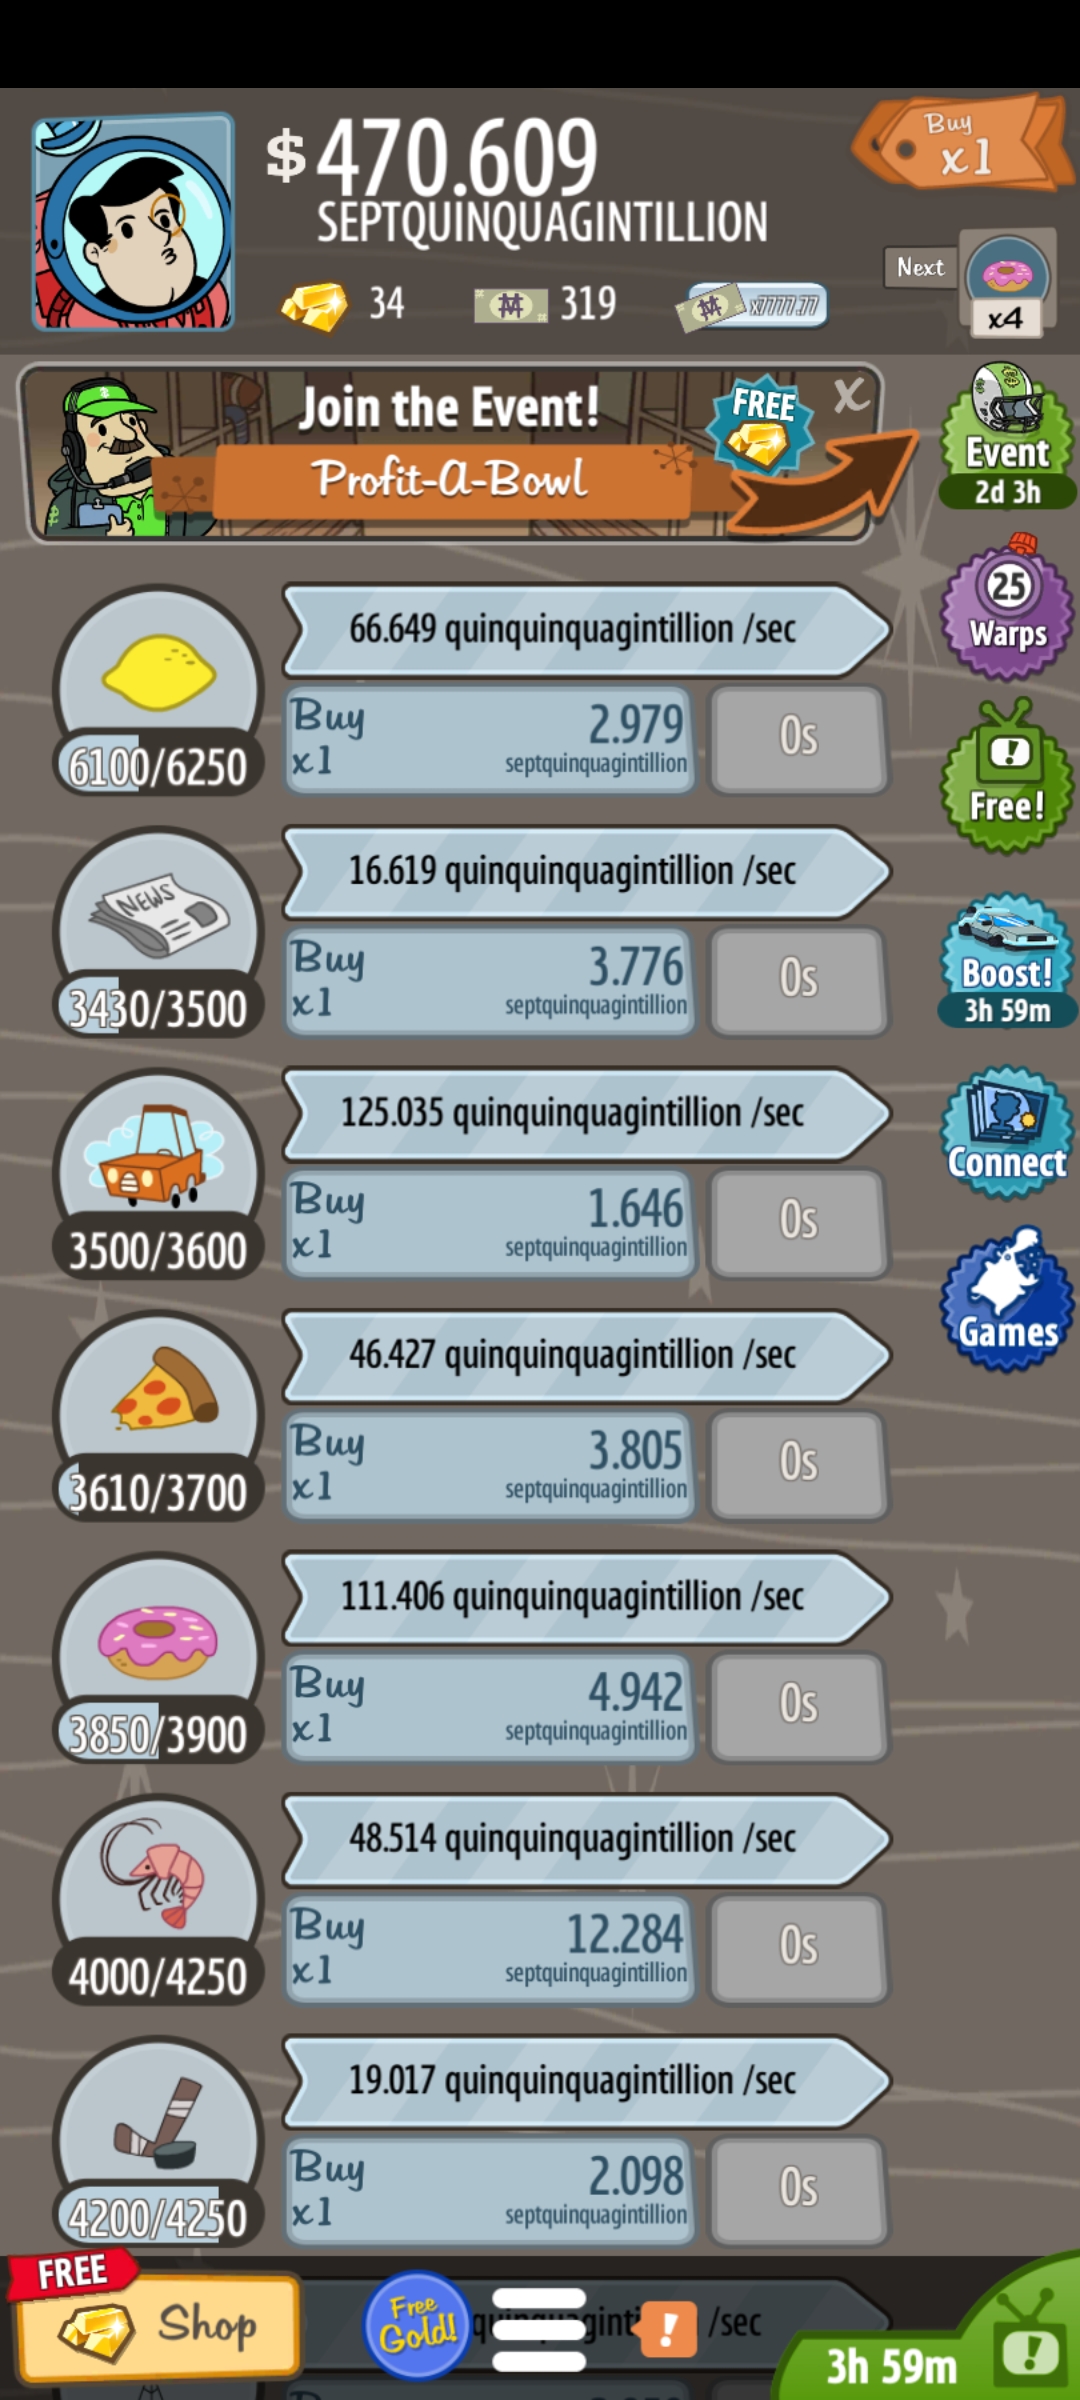 $470.609
SEPTQUINQUAGINTILLION
Buy
x1
34
319
x7777.77
Next
x4
Join the Event!
Profit-A-Bowl
FREE
X
Event
2d 3h
25
Warps
Free!
Boost!
3h 59m
Connect
Games
66.649 quinquinquagintillion /sec
6100/6250
Buy
x1
2.979
septquinquagintillion
0s
16.619 quinquinquagintillion /sec
NEWS
3430/3500
Buy
x1
3.776
septquinquagintillion
0s
125.035 quinquinquagintillion /sec
3500/3600
Buy
x1
1.646
septquinquagintillion
0s
46.427 quinquinquagintillion /sec
3610/3700
Buy
x1
3.805
septquinquagintillion
0s
111.406 quinquinquagintillion /sec
3850/3900
Buy
x1
4.942
septquinquagintillion
0s
48.514 quinquinquagintillion /sec
4000/4250
Buy
x1
12.284
septquinquagintillion
0s
19.017 quinquinquagintillion /sec
4200/4250
Buy
x1
2.098
septquinquagintillion
0s
FREE
Shop
Free
Gold!
!
/sec
3h 59m